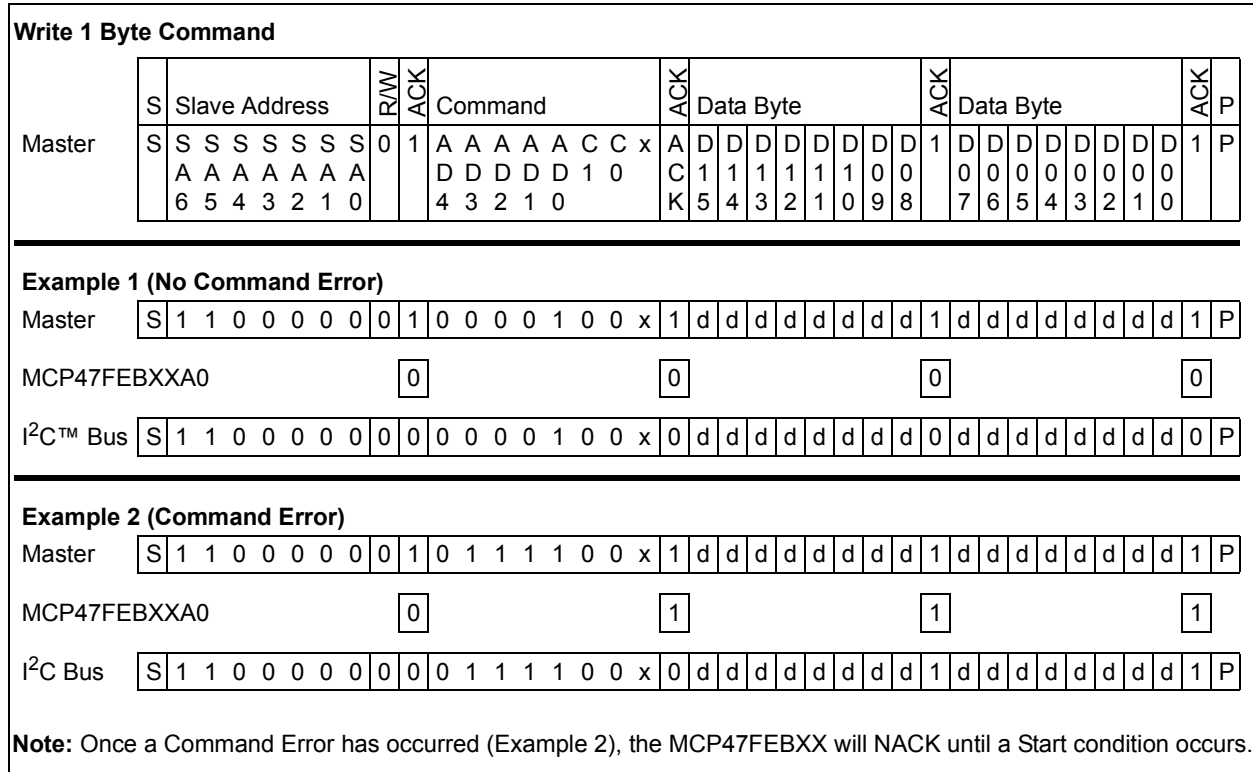 Write 1 Byte Command
S Slave Address R/W ACK Command ACK Data Byte ACK Data Byte ACK P
Master S S S S S S S S 0 1 A A A A A C C x A D D D D D D D D 1 D D D D D D D D 1 P
A A A A A A A D D D D D 1 0 C 1 1 1 1 1 1 0 0 0 0 0 0 0 0 0 0
6 5 4 3 2 1 0 4 3 2 1 0 K 5 4 3 2 1 0 9 8 7 6 5 4 3 2 1 0
Example 1 (No Command Error)
Master S 1 1 0 0 0 0 0 0 1 0 0 0 0 1 0 0 x 1 d d d d d d d d 1 d d d d d d d d 1 P
MCP47FEBXXA0 0 0 0 0
I2C™ Bus S 1 1 0 0 0 0 0 0 0 0 0 0 0 1 0 0 x 0 d d d d d d d d 0 d d d d d d d d 0 P
Example 2 (Command Error)
Master S 1 1 0 0 0 0 0 0 1 0 1 1 1 1 0 0 x 1 d d d d d d d d 1 d d d d d d d d 1 P
MCP47FEBXXA0 0 1 1 1
I2C Bus S 1 1 0 0 0 0 0 0 0 0 1 1 1 1 0 0 x 0 d d d d d d d d 1 d d d d d d d d 1 P
Note: Once a Command Error has occurred (Example 2), the MCP47FEBXX will NACK until a Start condition occurs.